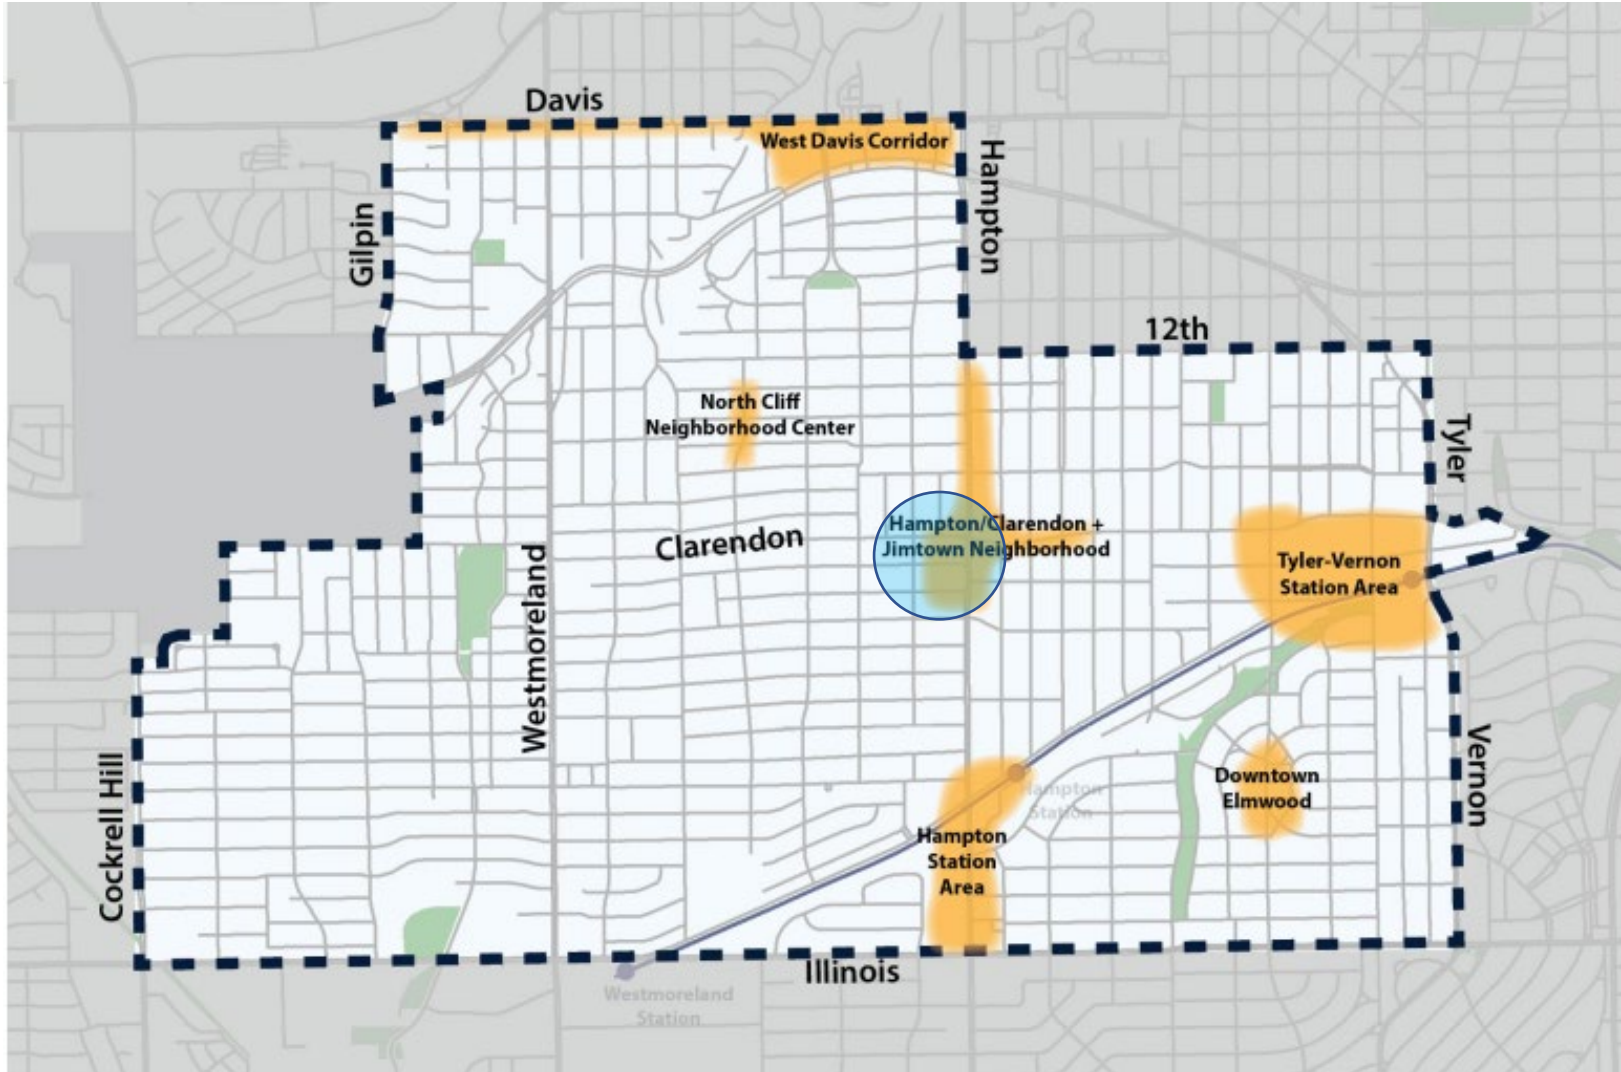 Davis
West Davis Corridor
Hampton
Gilpin
12th
North Cliff
Neighborhood Center
Tyler
Hampton/Clarendon +
Jimtown Neighborhood
Clarendon
Tyler-Vernon
Station Area
Westmoreland
Cockrell Hill
Vernon
Downtown
Elmwood
Hampton
Station
Hampton
Station
Area
Illinois
Westmoreland
Station